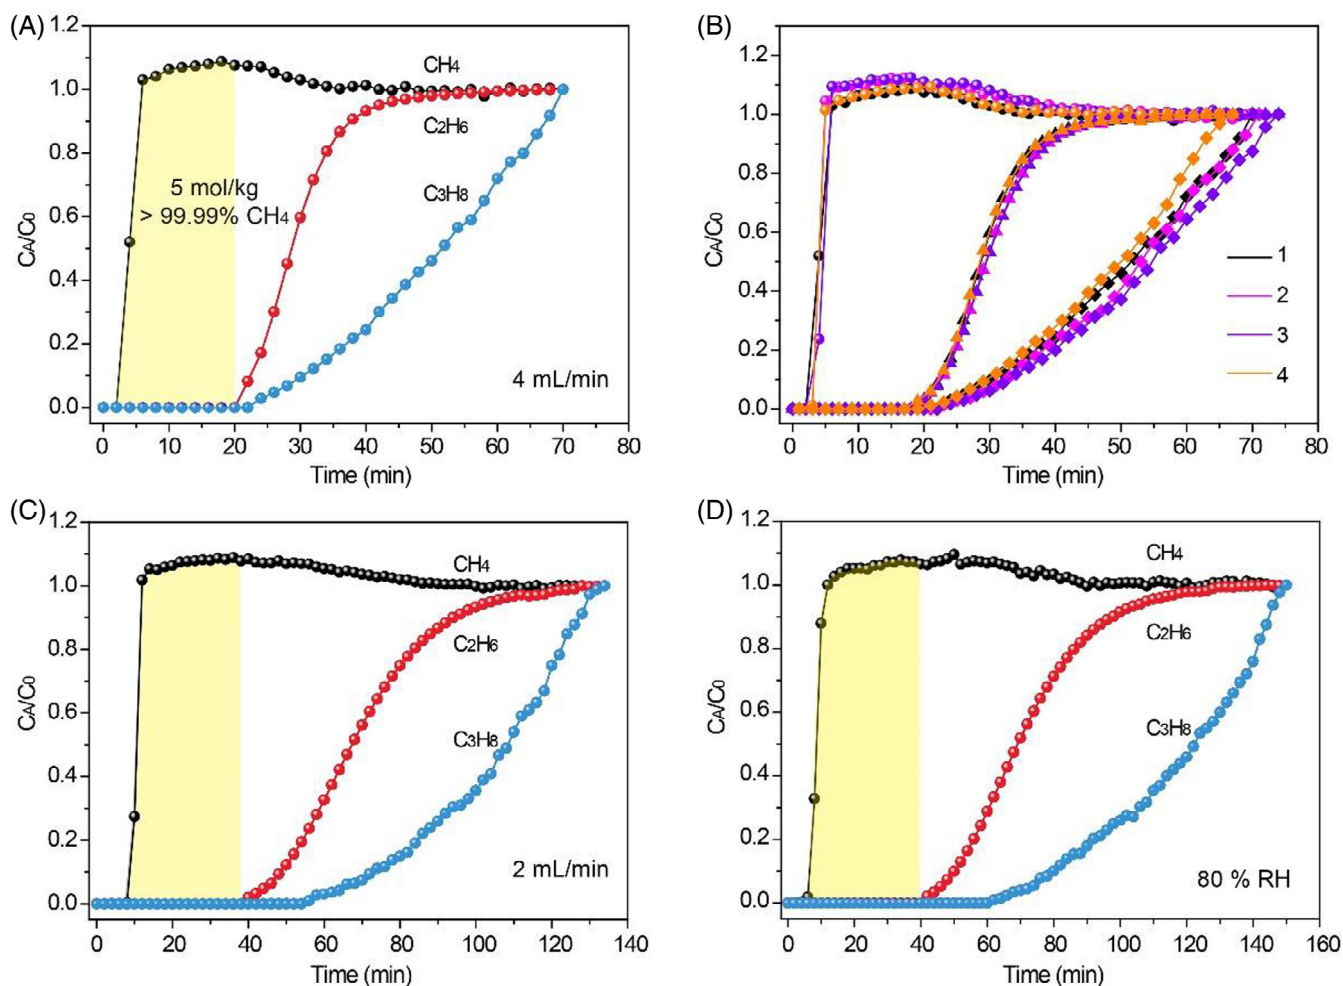 (A)
1.2
1.0
0.8
0.6
0.4
0.2
0.0
CA/C0
CH4
C2H6
C3H8
5 mol/kg
> 99.99% CH4
4 mL/min
0 10 20 30 40 50 60 70 80
Time (min)
(B)
1.2
1.0
0.8
0.6
0.4
0.2
0.0
CA/C0
1
2
3
4
0 10 20 30 40 50 60 70 80
Time (min)
(C)
1.2
1.0
0.8
0.6
0.4
0.2
0.0
CA/C0
CH4
C2H6
C3H8
2 mL/min
0 20 40 60 80 100 120 140
Time (min)
(D)
1.2
1.0
0.8
0.6
0.4
0.2
0.0
CA/C0
CH4
C2H6
C3H8
80 % RH
0 20 40 60 80 100 120 140 160
Time (min)